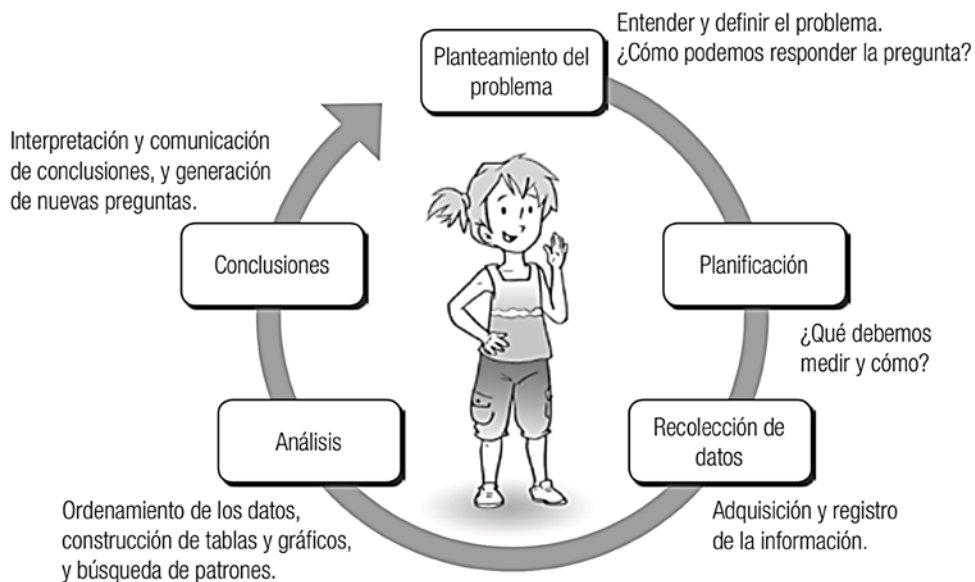 Planteamiento del
problema
Entender y definir el problema.
¿Cómo podemos responder la pregunta?
Planificación
¿Qué debemos
medir y cómo?
Recolección de
datos
Adquisición y registro
de la información.
Análisis
Ordenamiento de los datos,
construcción de tablas y gráficos,
y búsqueda de patrones.
Conclusiones
Interpretación y comunicación
de conclusiones, y generación
de nuevas preguntas.